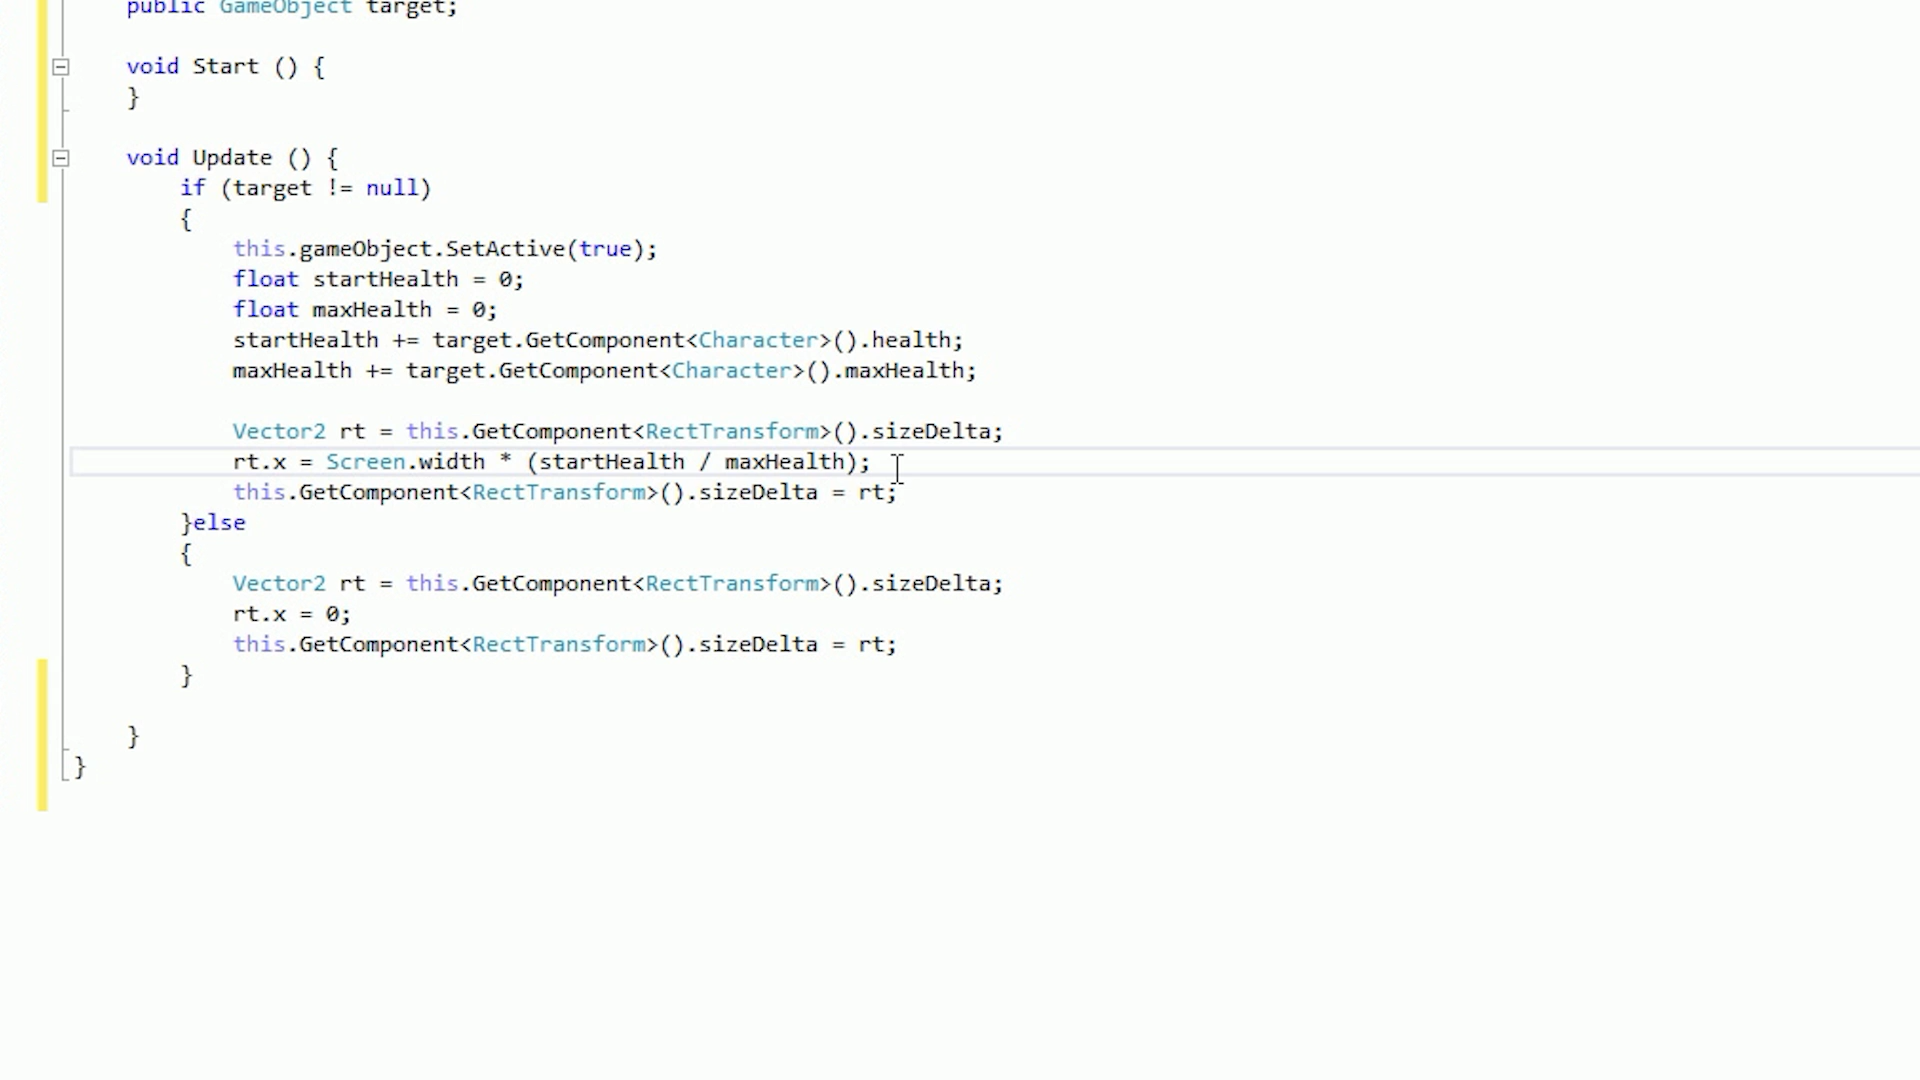 public GameObject target;
void Start () {
}
void Update () {
if (target != null)
{
this.gameObject.SetActive(true);
float startHealth = 0;
float maxHealth = 0;
startHealth += target.GetComponent<Character>().health;
maxHealth += target.GetComponent<Character>().maxHealth;
Vector2 rt = this.GetComponent<RectTransform>().sizeDelta;
rt.x = Screen.width * (startHealth / maxHealth);
this.GetComponent<RectTransform>().sizeDelta = rt;
}else
{
Vector2 rt = this.GetComponent<RectTransform>().sizeDelta;
rt.x = 0;
this.GetComponent<RectTransform>().sizeDelta = rt;
}
}
}